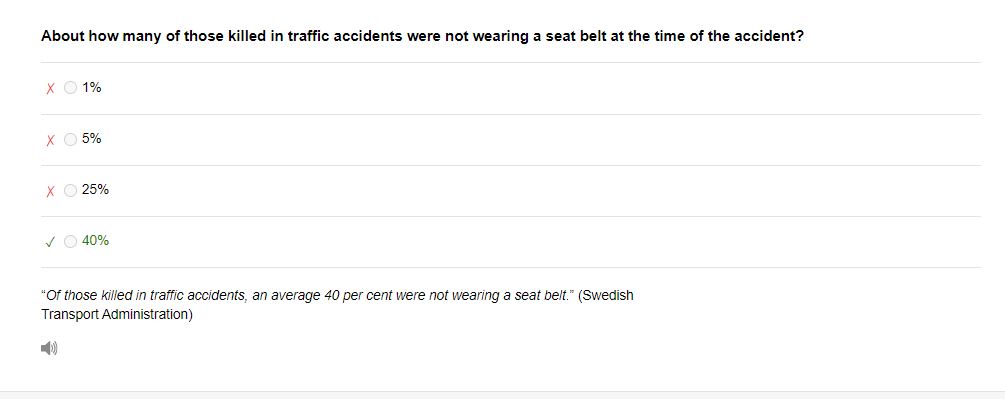 About how many of those killed in traffic accidents were not wearing a seat belt at the time of the accident?
X 1%
X 5%
X 25%
✓ 40%
"Of those killed in traffic accidents, an average 40 per cent were not wearing a seat belt." (Swedish
Transport Administration)